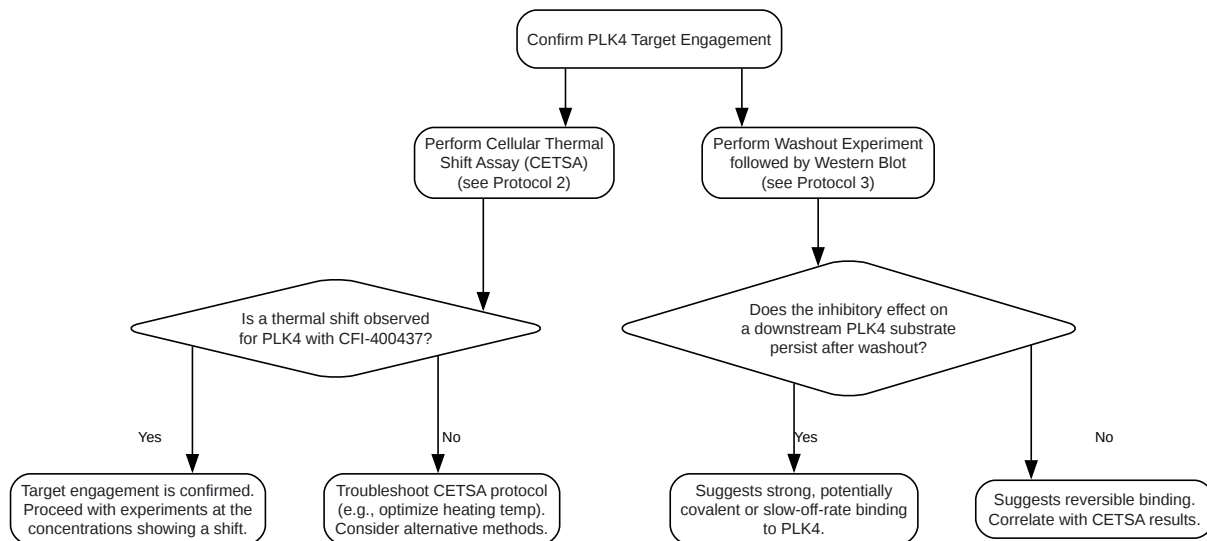 Confirm PLK4 Target Engagement
Perform Cellular Thermal
Shift Assay (CETSA)
(see Protocol 2)
Perform Washout Experiment
followed by Western Blot
(see Protocol 3)
Is a thermal shift observed
for PLK4 with CFI-400437?
Does the inhibitory effect on
a downstream PLK4 substrate
persist after washout?
Yes
No
Yes
No
Target engagement is confirmed.
Proceed with experiments at the
concentrations showing a shift.
Troubleshoot CETSA protocol
(e.g., optimize heating temp).
Consider alternative methods.
Suggests strong, potentially
covalent or slow-off-rate binding
to PLK4.
Suggests reversible binding.
Correlate with CETSA results.